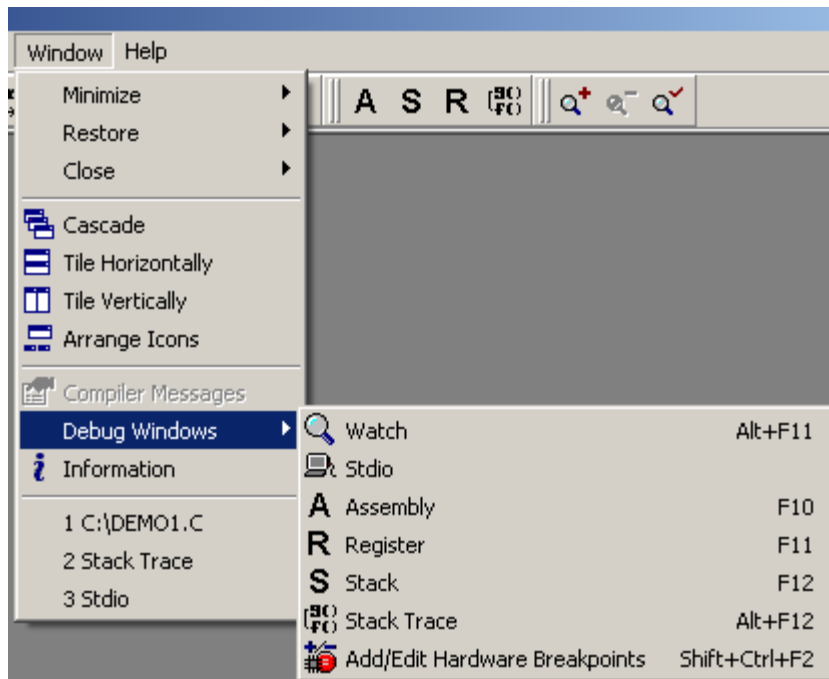 Window Help
A S R
Minimize
Restore
Close
Cascade
Tile Horizontally
Tile Vertically
Arrange Icons
Compiler Messages
Debug Windows
Information
1 C:\DEMO1.C
2 Stack Trace
3 Stdio
Watch Alt+F11
Stdio
A Assembly F10
R Register F11
S Stack F12
Stack Trace Alt+F12
Add/Edit Hardware Breakpoints Shift+Ctrl+F2